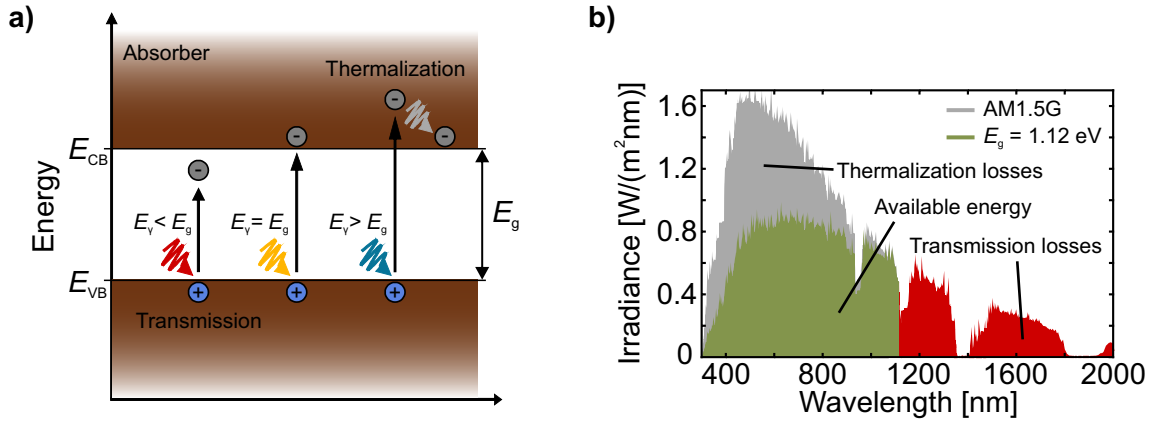 a)
Absorber
Thermalization
-
-
-
-
E_CB
Energy
E_γ < E_g
E_γ = E_g
E_γ > E_g
E_g
E_VB
+
+
+
Transmission
b)
Irradiance [W/(m²nm)]
1.6
1.2
0.8
0.4
0
AM1.5G
E_g = 1.12 eV
Thermalization losses
Available energy
Transmission losses
400
800
1200
1600
2000
Wavelength [nm]